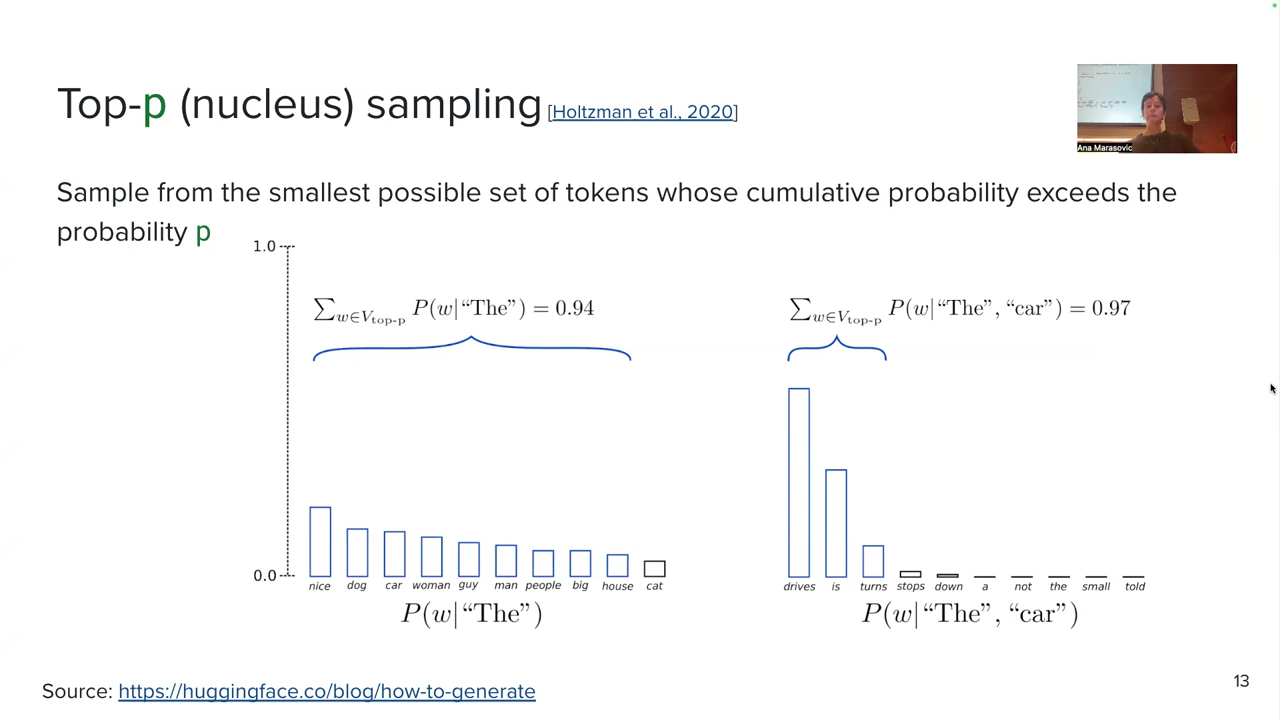 Top-p (nucleus) sampling [Holtzman et al., 2020]
Ana Marasovic
Sample from the smallest possible set of tokens whose cumulative probability exceeds the
probability p
1.0
∑w∈Vtop-p P(w|“The”) = 0.94
∑w∈Vtop-p P(w|“The”, “car”) = 0.97
0.0
nice dog car woman guy man people big house cat
drives is turns stops down a not the small told
P(w|“The”)
P(w|“The”, “car”)
13
Source: https://huggingface.co/blog/how-to-generate